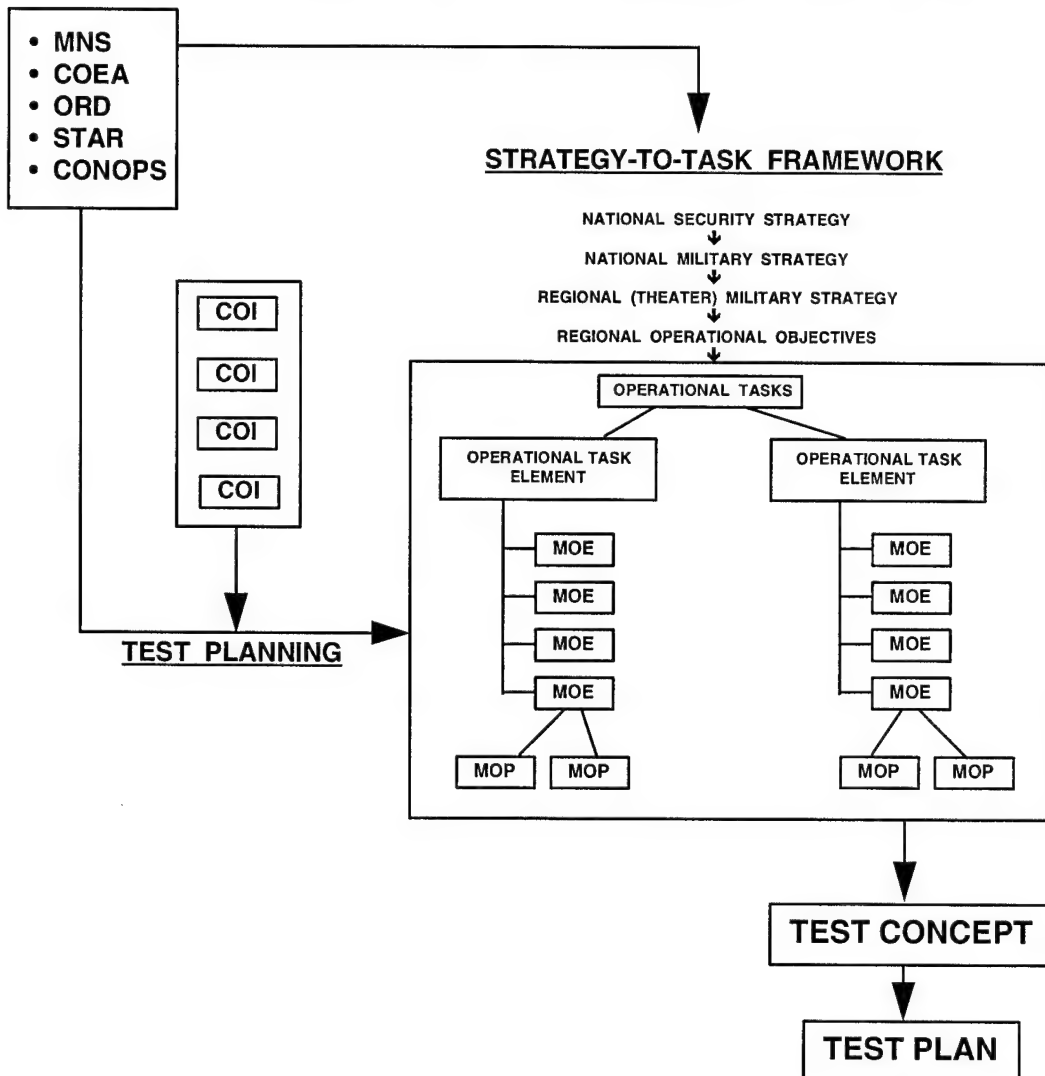 • MNS
• COEA
• ORD
• STAR
• CONOPS
STRATEGY-TO-TASK FRAMEWORK
NATIONAL SECURITY STRATEGY
NATIONAL MILITARY STRATEGY
REGIONAL (THEATER) MILITARY STRATEGY
REGIONAL OPERATIONAL OBJECTIVES
COI
COI
COI
COI
TEST PLANNING
OPERATIONAL TASKS
OPERATIONAL TASK
ELEMENT
MOE
MOE
MOE
MOE
MOP
MOP
OPERATIONAL TASK
ELEMENT
MOE
MOE
MOE
MOE
MOP
MOP
TEST CONCEPT
TEST PLAN